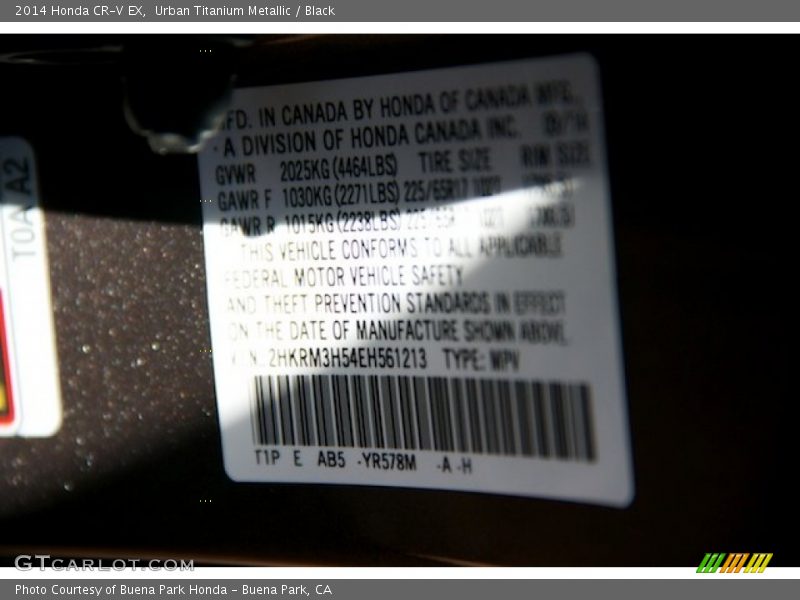 2014 Honda CR-V EX,  Urban Titanium Metallic / Black
T0A A2
FD. IN CANADA BY HONDA OF CANADA MFG.,
A DIVISION OF HONDA CANADA INC.
GVWR 2025KG(4464LBS) TIRE SIZE RIM SIZE
GAWR F 1030KG(2271LBS) 225/65R17 102T
GAWR R 1015KG(2238LBS)
THIS VEHICLE CONFORMS TO ALL APPLICABLE
FEDERAL MOTOR VEHICLE SAFETY
AND THEFT PREVENTION STANDARDS IN EFFECT
ON THE DATE OF MANUFACTURE SHOWN ABOVE.
2HKRM3H54EH561213 TYPE: MPV
T1P E AB5 -YR578M -A -H
GTcarlot.com
Photo Courtesy of Buena Park Honda - Buena Park, CA